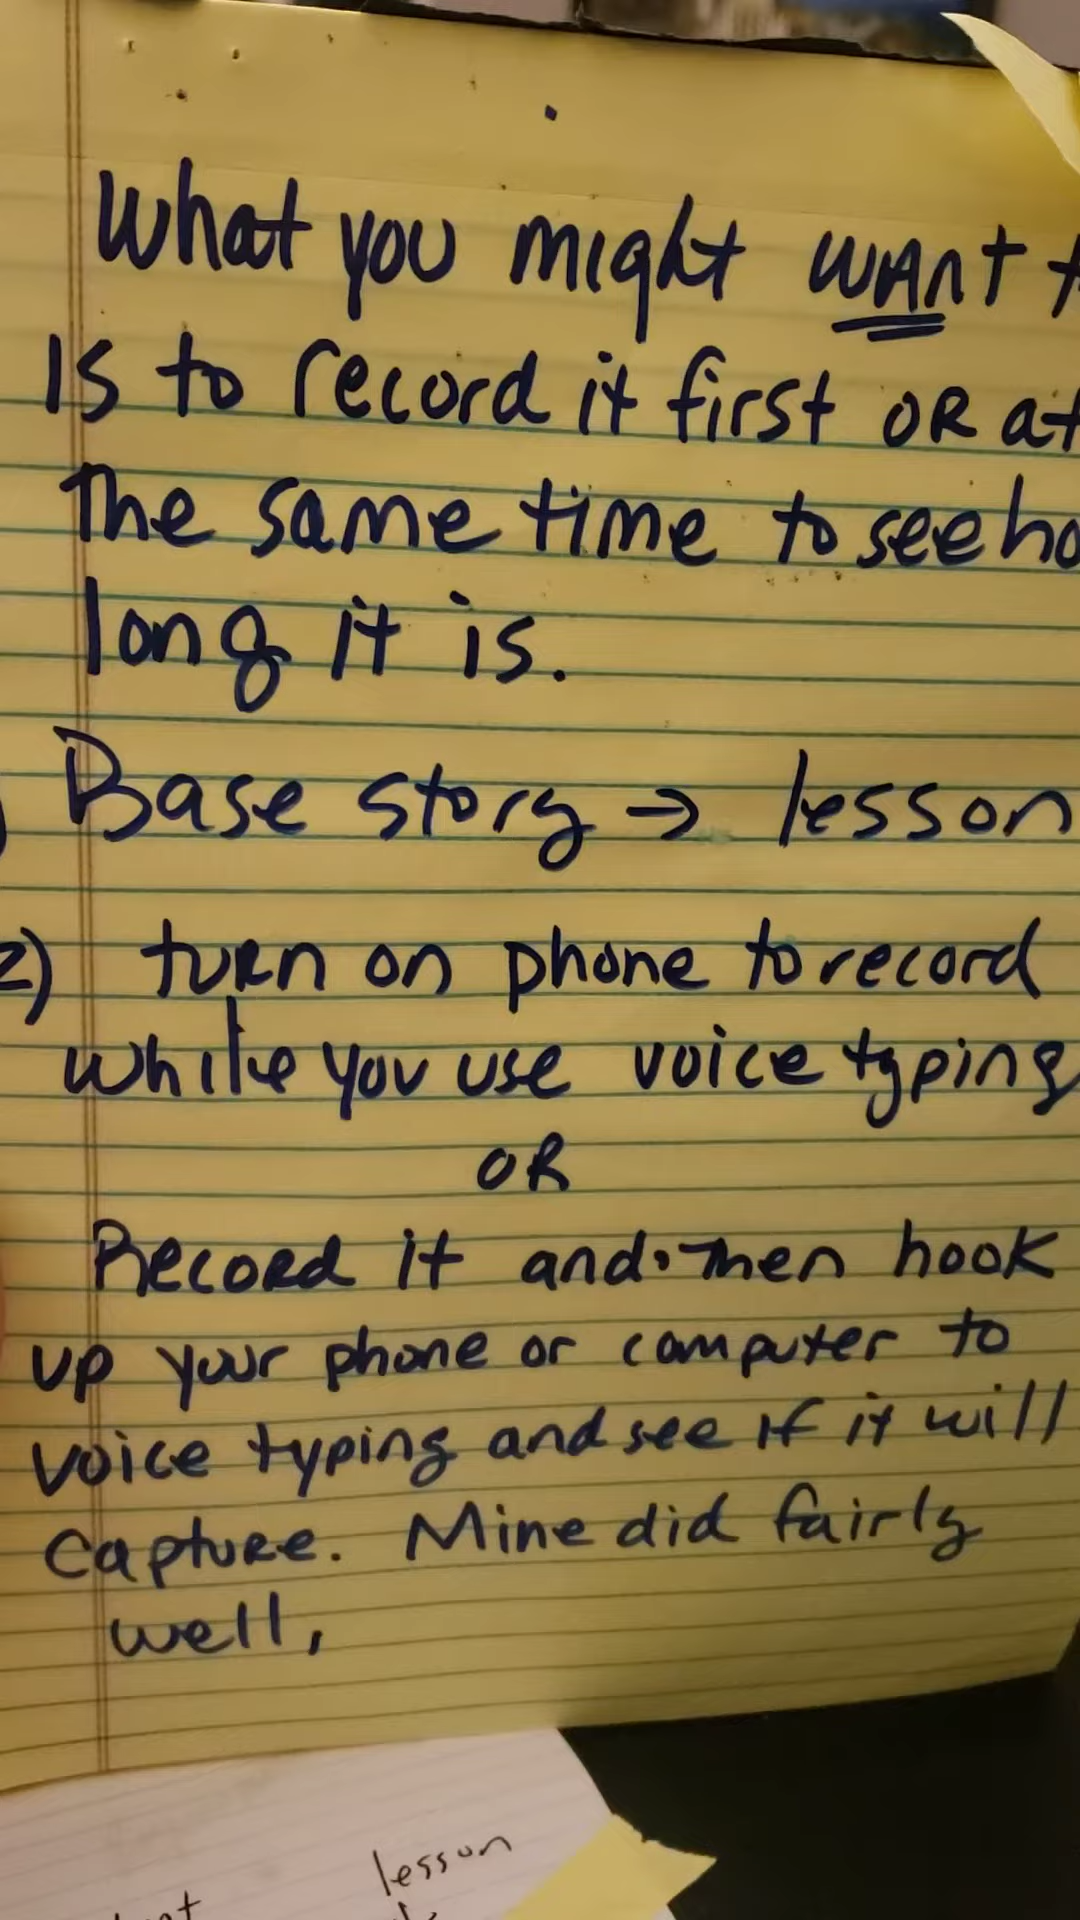 What you might WANT t
is to record it first OR at
the same time to see ho
long it is.
) Base story → lesson
2) turn on phone to record
while you use voice typing
OR
Record it and then hook
up your phone or computer to
voice typing and see if it will
capture. Mine did fairly
well,
lesson